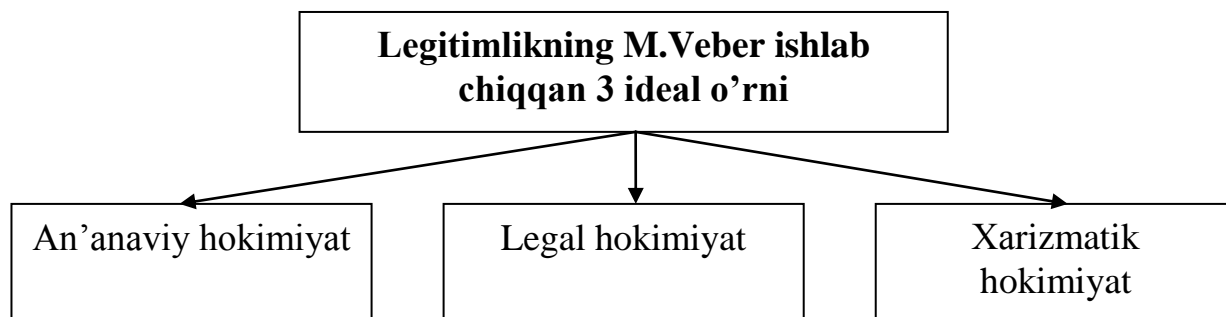 Legitimlikning M.Veber ishlab
chiqqan 3 ideal o’rni
An’anaviy hokimiyat
Legal hokimiyat
Xarizmatik
hokimiyat